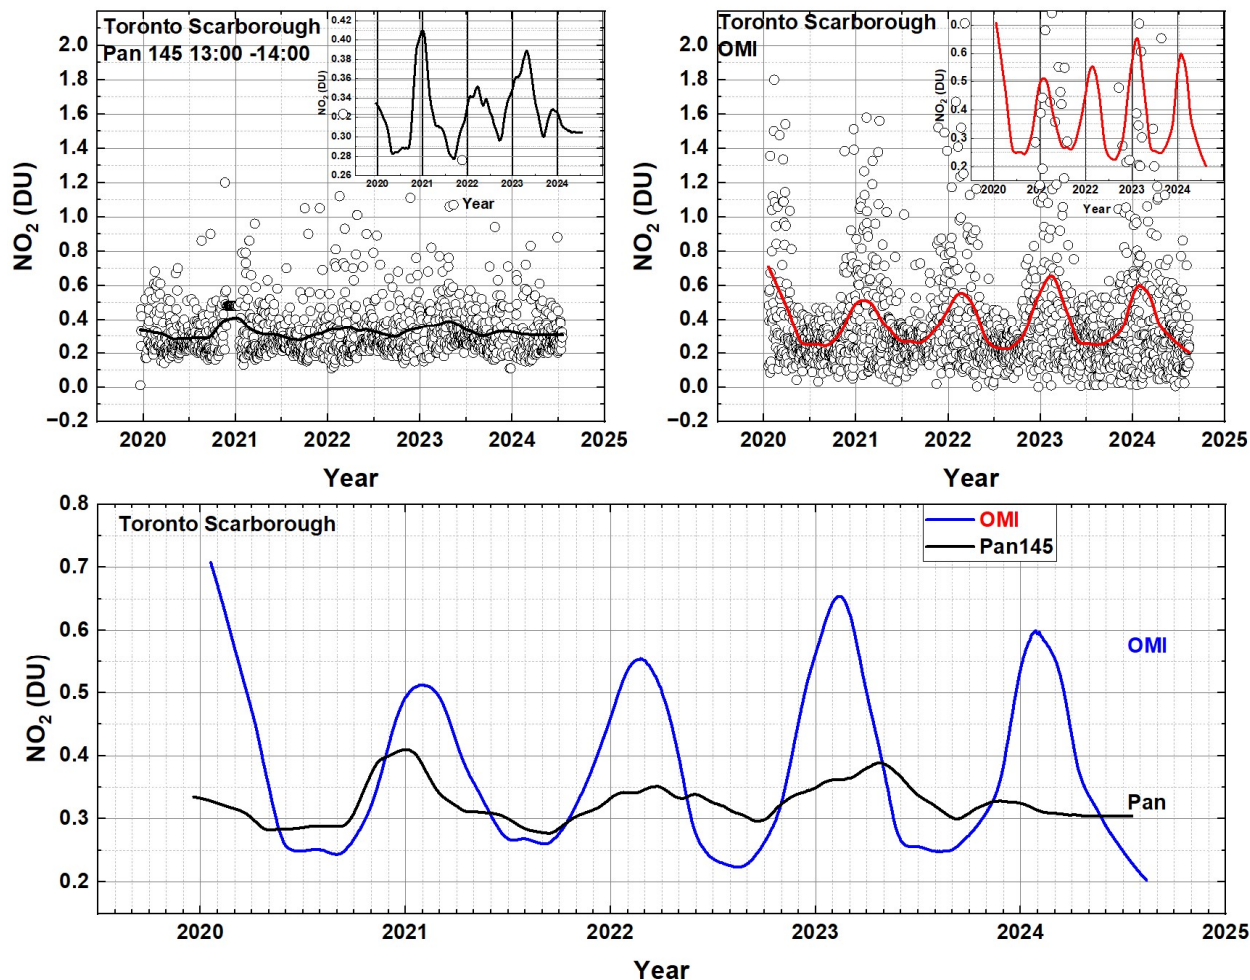 Toronto Scarborough
Pan 145 13:00 -14:00
NO2 (DU)
2.0
1.8
1.6
1.4
1.2
1.0
0.8
0.6
0.4
0.2
0.0
−0.2
2020 2021 2022 2023 2024 2025
Year
NO2 (DU)
0.42
0.40
0.38
0.36
0.34
0.32
0.30
0.28
0.26
2020 2021 2022 2023 2024
Year
Toronto Scarborough
OMI
NO2 (DU)
2.0
1.8
1.6
1.4
1.2
1.0
0.8
0.6
0.4
0.2
0.0
−0.2
2020 2021 2022 2023 2024 2025
Year
NO2 (DU)
0.6
0.5
0.4
0.3
0.2
2020 2021 2022 2023 2024
Year
Toronto Scarborough
OMI
Pan145
NO2 (DU)
0.8
0.7
0.6
0.5
0.4
0.3
0.2
OMI
Pan
2020 2021 2022 2023 2024 2025
Year